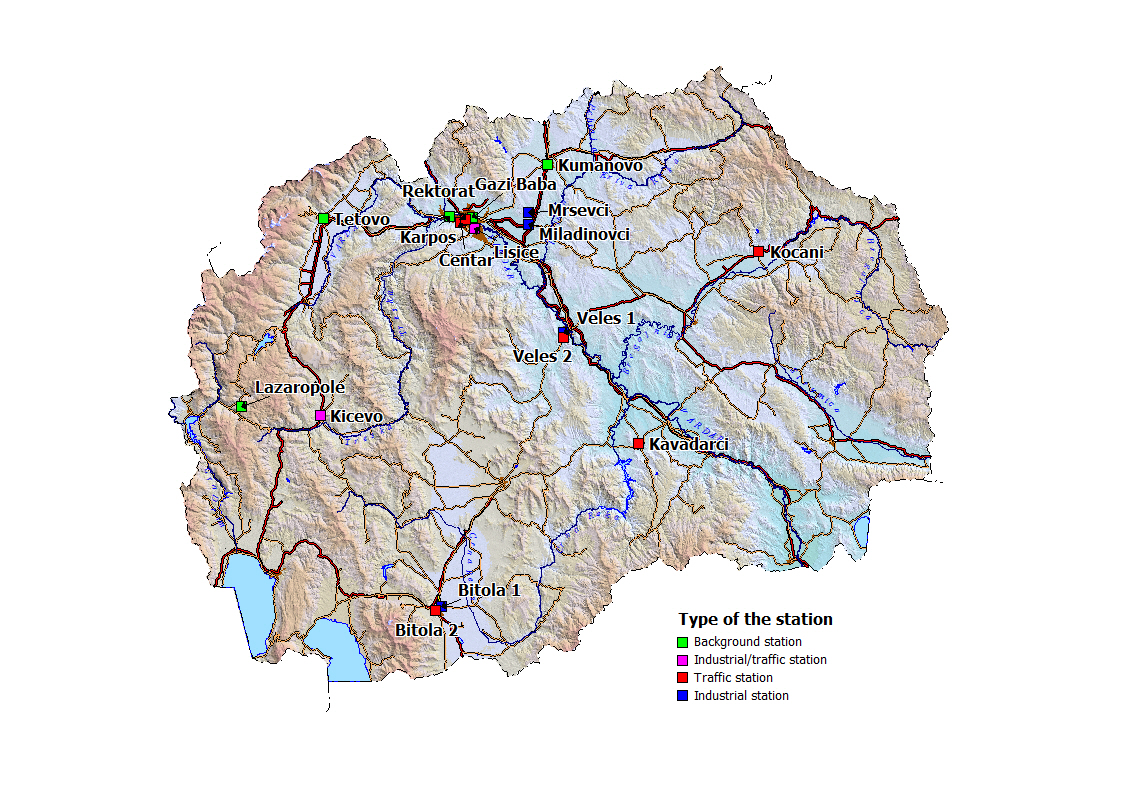 Kumanovo
Gazi Baba
Rektorat
Mrsevci
Tetovo
Miladinovci
Karpos
Lisice
Centar
Kocani
Veles 1
Veles 2
Lazaropole
Kicevo
Kavadarci
Bitola 1
Bitola 2
Type of the station
Background station
Industrial/traffic station
Traffic station
Industrial station